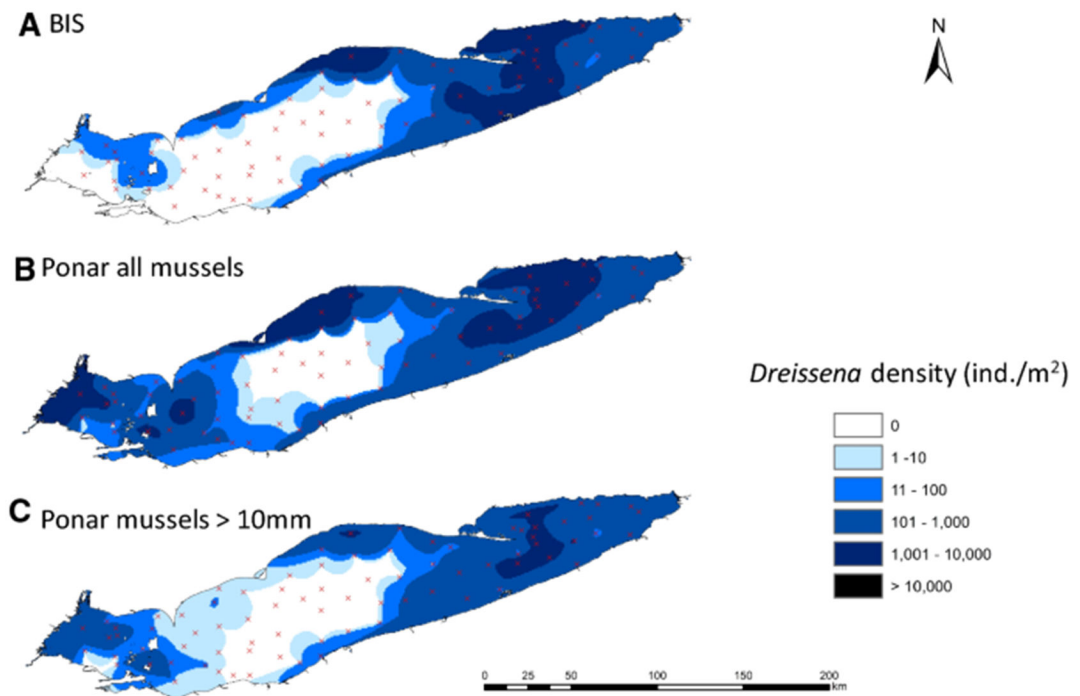 A BIS
N
B Ponar all mussels
Dreissena density (ind./m²)
0
1 -10
11 - 100
101 - 1,000
1,001 - 10,000
> 10,000
C Ponar mussels > 10mm
0 25 50 100 150 200
km